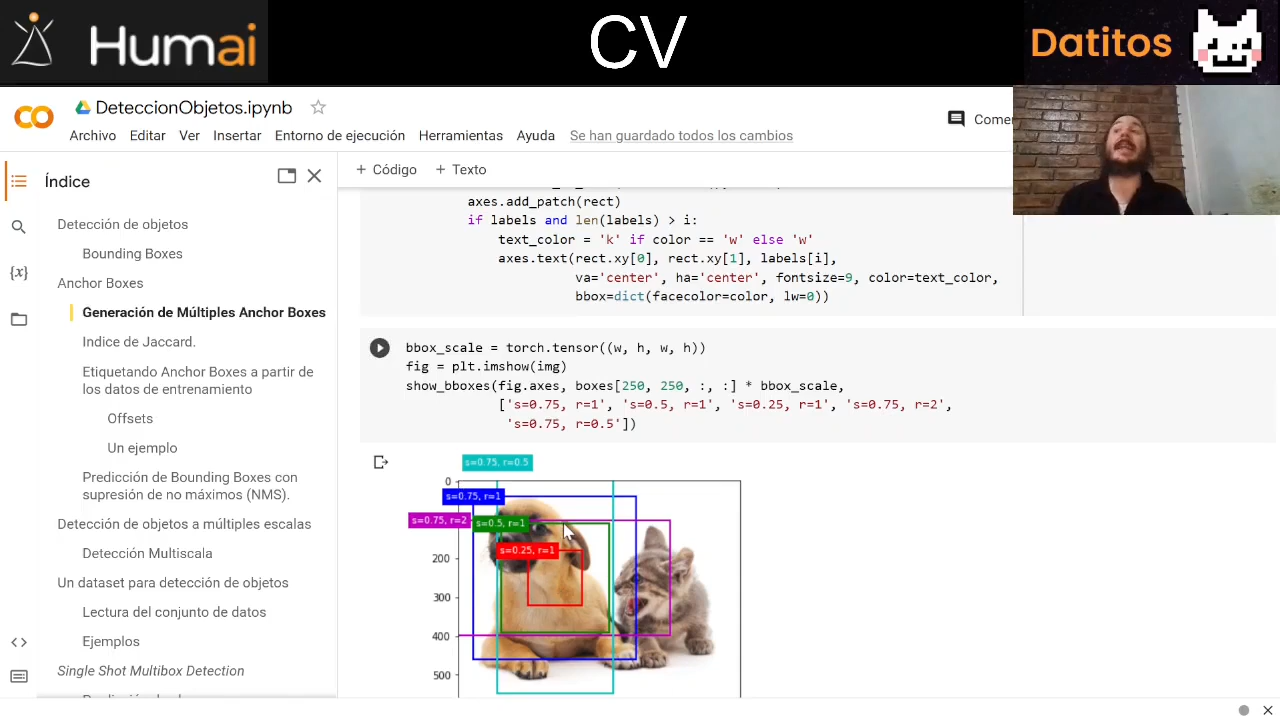 Humai
CV
Datitos
DeteccionObjetos.ipynb
Archivo Editar Ver Insertar Entorno de ejecución Herramientas Ayuda Se han guardado todos los cambios
Comer
Índice
+ Código + Texto
Detección de objetos
Bounding Boxes
Anchor Boxes
Generación de Múltiples Anchor Boxes
Indice de Jaccard.
Etiquetando Anchor Boxes a partir de
los datos de entrenamiento
Offsets
Un ejemplo
Predicción de Bounding Boxes con
supresión de no máximos (NMS).
Detección de objetos a múltiples escalas
Detección Multiscala
Un dataset para detección de objetos
Lectura del conjunto de datos
Ejemplos
Single Shot Multibox Detection
axes.add_patch(rect)
if labels and len(labels) > i:
text_color = 'k' if color == 'w' else 'w'
axes.text(rect.xy[0], rect.xy[1], labels[i],
va='center', ha='center', fontsize=9, color=text_color,
bbox=dict(facecolor=color, lw=0))
bbox_scale = torch.tensor((w, h, w, h))
fig = plt.imshow(img)
show_bboxes(fig.axes, boxes[250, 250, :, :] * bbox_scale,
['s=0.75, r=1', 's=0.5, r=1', 's=0.25, r=1', 's=0.75, r=2',
's=0.75, r=0.5'])
s=0.75, r=0.5
0
s=0.75, r=1
s=0.75, r=2
s=0.5, r=1
s=0.25, r=1
200
300
400
500